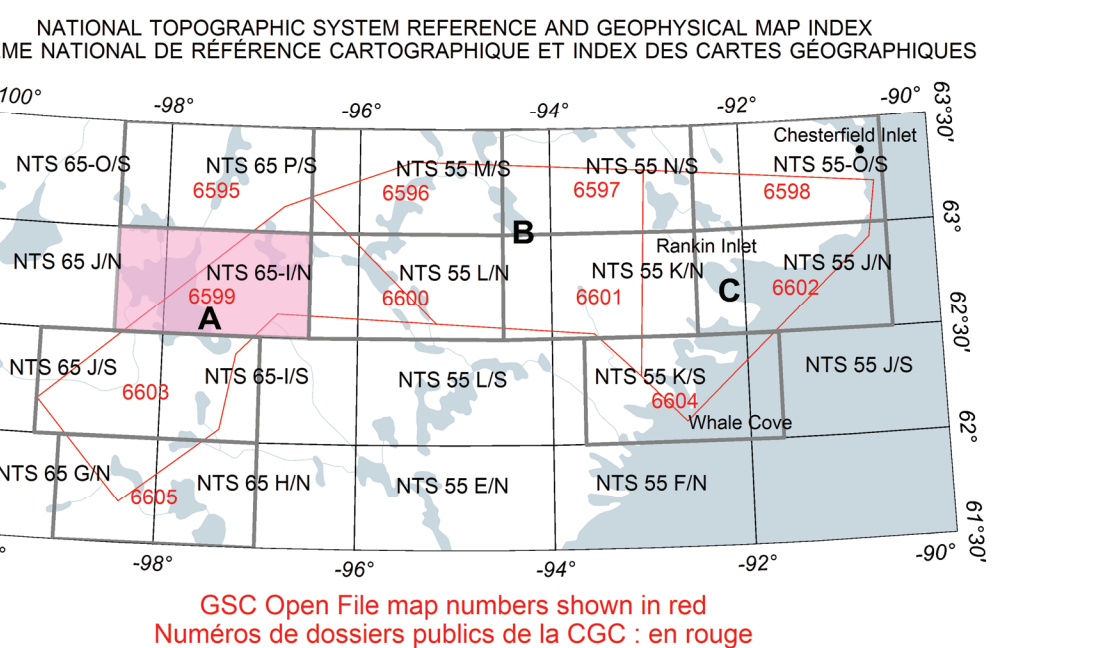 NATIONAL TOPOGRAPHIC SYSTEM REFERENCE AND GEOPHYSICAL MAP INDEX
ME NATIONAL DE RÉFÉRENCE CARTOGRAPHIQUE ET INDEX DES CARTES GÉOGRAPHIQUES
100° -98° -96° -94° -92° -90°
63°30'
Chesterfield Inlet
NTS 65-O/S NTS 65 P/S NTS 55 M/S NTS 55 N/S NTS 55-O/S
6595 6596 6597 6598
63°
B
Rankin Inlet
NTS 65 J/N NTS 65-I/N NTS 55 L/N NTS 55 K/N NTS 55 J/N
6599 6600 6601 C 6602
A
62°30'
NTS 65 J/S NTS 65-I/S NTS 55 L/S NTS 55 K/S NTS 55 J/S
6603 6604
Whale Cove
62°
NTS 65 G/N NTS 65 H/N NTS 55 E/N NTS 55 F/N
6605
61°30'
° -98° -96° -94° -92° -90°
GSC Open File map numbers shown in red
Numéros de dossiers publics de la CGC : en rouge